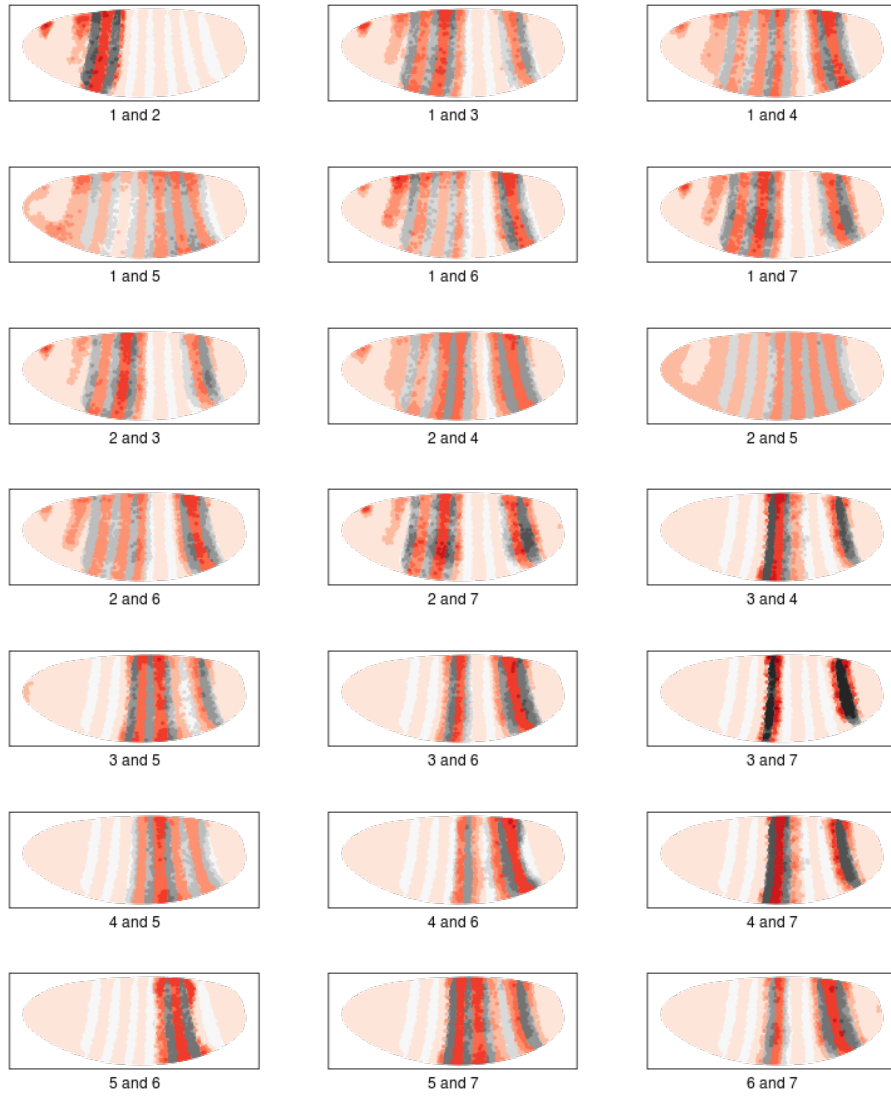 1 and 2
1 and 3
1 and 4
1 and 5
1 and 6
1 and 7
2 and 3
2 and 4
2 and 5
2 and 6
2 and 7
3 and 4
3 and 5
3 and 6
3 and 7
4 and 5
4 and 6
4 and 7
5 and 6
5 and 7
6 and 7